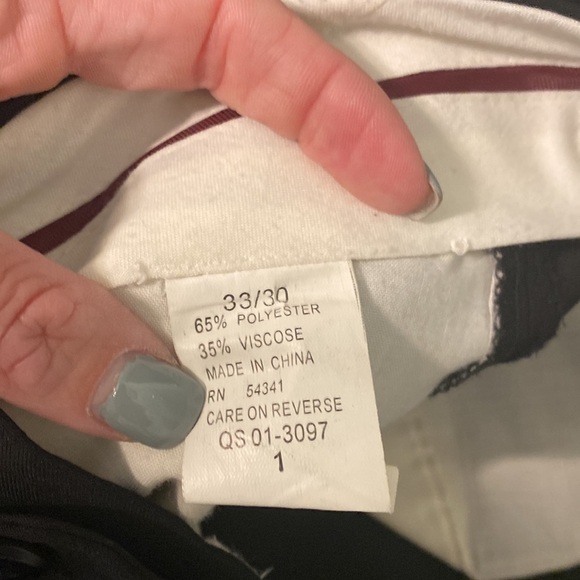 33/30
65% POLYESTER
35% VISCOSE
MADE IN CHINA
RN 54341
CARE ON REVERSE
QS 01-3097
1